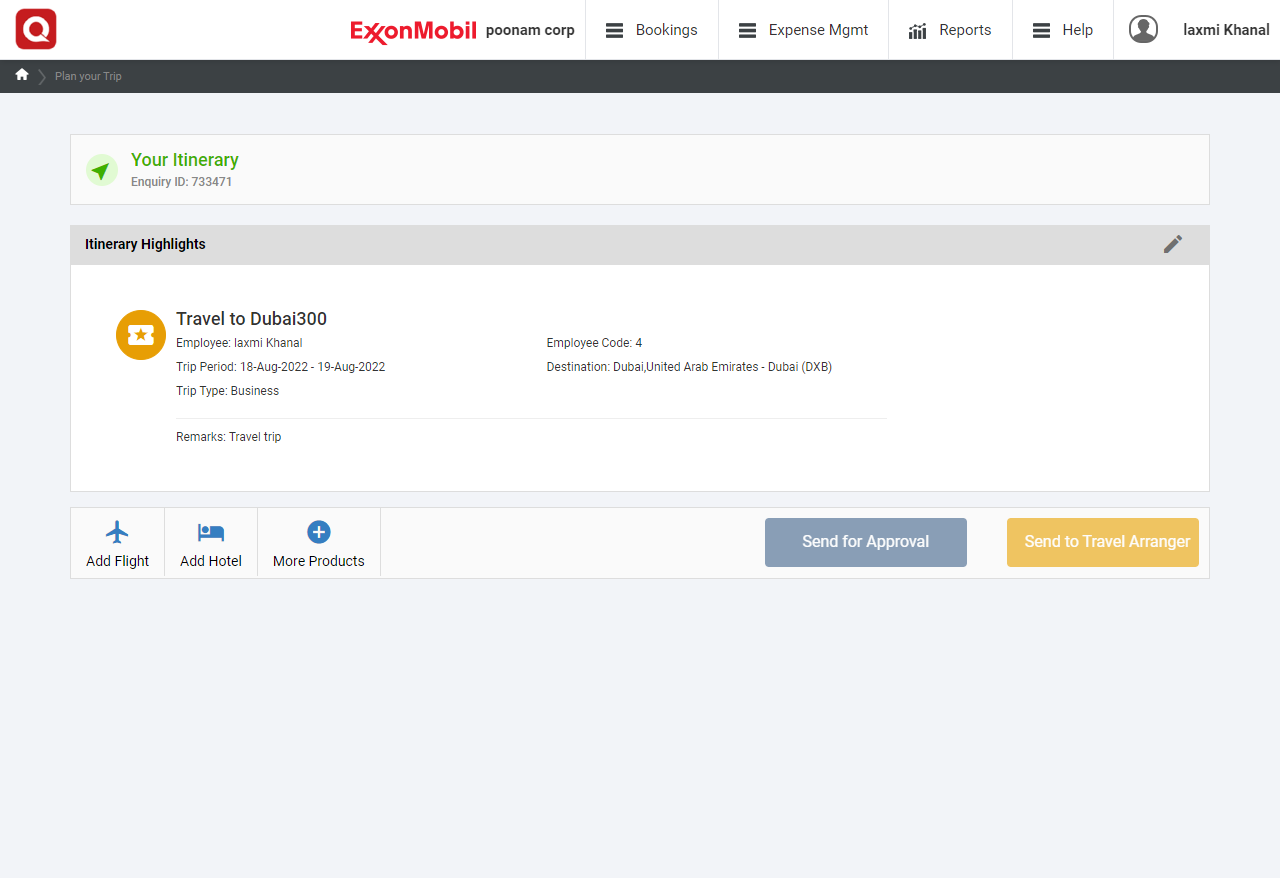 Q
ExxonMobil poonam corp Bookings Expense Mgmt Reports Help laxmi Khanal
Plan your Trip
Your Itinerary
Enquiry ID: 733471
Itinerary Highlights
Travel to Dubai300
Employee: laxmi Khanal Employee Code: 4
Trip Period: 18-Aug-2022 - 19-Aug-2022 Destination: Dubai,United Arab Emirates - Dubai (DXB)
Trip Type: Business
Remarks: Travel trip
Add Flight Add Hotel More Products Send for Approval Send to Travel Arranger